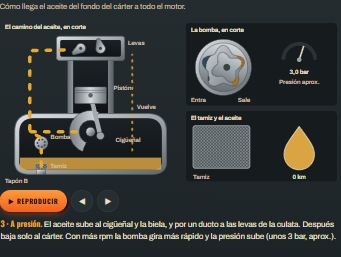 Cómo llega el aceite del fondo del cárter a todo el motor.
El camino del aceite, en corte
Levas
Pistón
Vuelve
Bomba
Cigüeñal
Tamiz
Tapón B
La bomba, en corte
3,0 bar
Presión aprox.
Entra
Sale
El tamiz y el aceite
Tamiz
0 km
▶ REPRODUCIR
◀
▶
3 · A presión. El aceite sube al cigüeñal y la biela, y por un ducto a las levas de la culata. Después
baja solo al cárter. Con más rpm la bomba gira más rápido y la presión sube (unos 3 bar, aprox.).